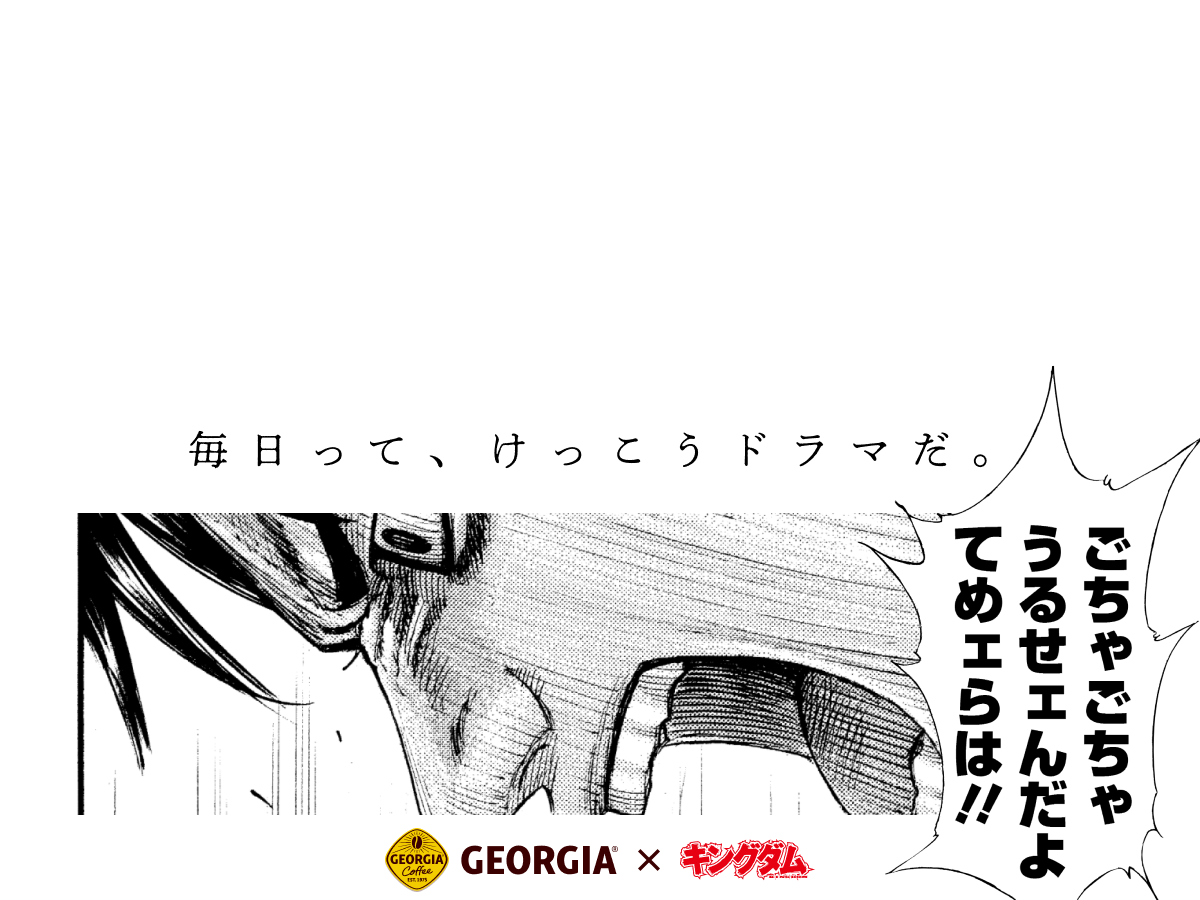 毎日って、けっこうドラマだ。
ごちゃごちゃ
うるせェんだよ
てめェらは!!
GEORGIA
Coffee
EST. 1975
GEORGIA® × キングダム